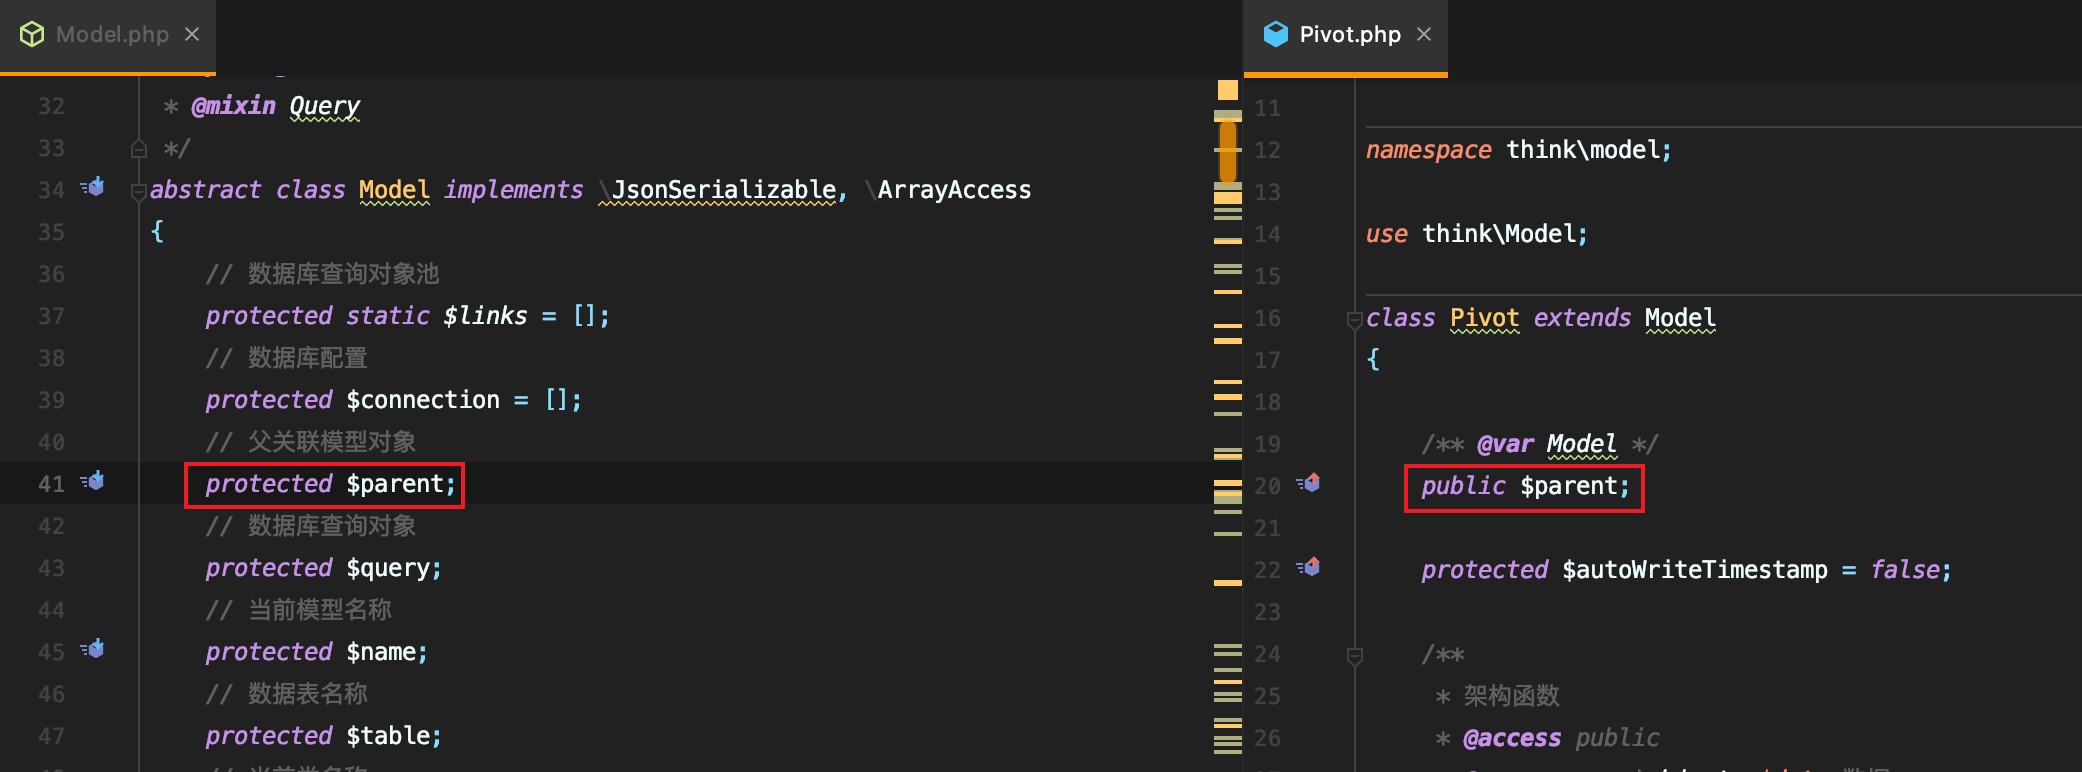 Model.php
32 * @mixin Query
33 */
34 abstract class Model implements \JsonSerializable, \ArrayAccess
35 {
36 // 数据库查询对象池
37 protected static $links = [];
38 // 数据库配置
39 protected $connection = [];
40 // 父关联模型对象
41 protected $parent;
42 // 数据库查询对象
43 protected $query;
44 // 当前模型名称
45 protected $name;
46 // 数据表名称
47 protected $table;
Pivot.php
11
12 namespace think\model;
13
14 use think\Model;
15
16 class Pivot extends Model
17 {
18
19 /** @var Model */
20 public $parent;
21
22 protected $autoWriteTimestamp = false;
23
24 /**
25 * 架构函数
26 * @access public